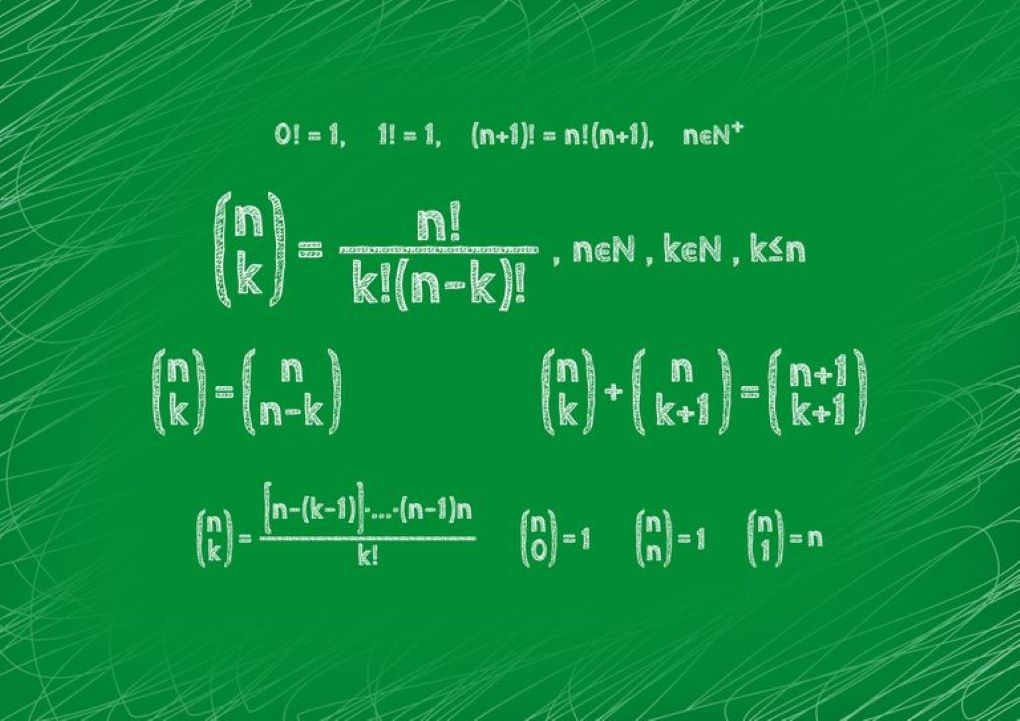 0! = 1, 1! = 1, (n+1)! = n!(n+1), n∈N⁺
(n k) = n! / k!(n-k)! , n∈N , k∈N , k≤n
(n k) = (n n-k) (n k) + (n k+1) = (n+1 k+1)
(n k) = [n-(k-1)]·...·(n-1)n / k! (n 0) = 1 (n n) = 1 (n 1) = n